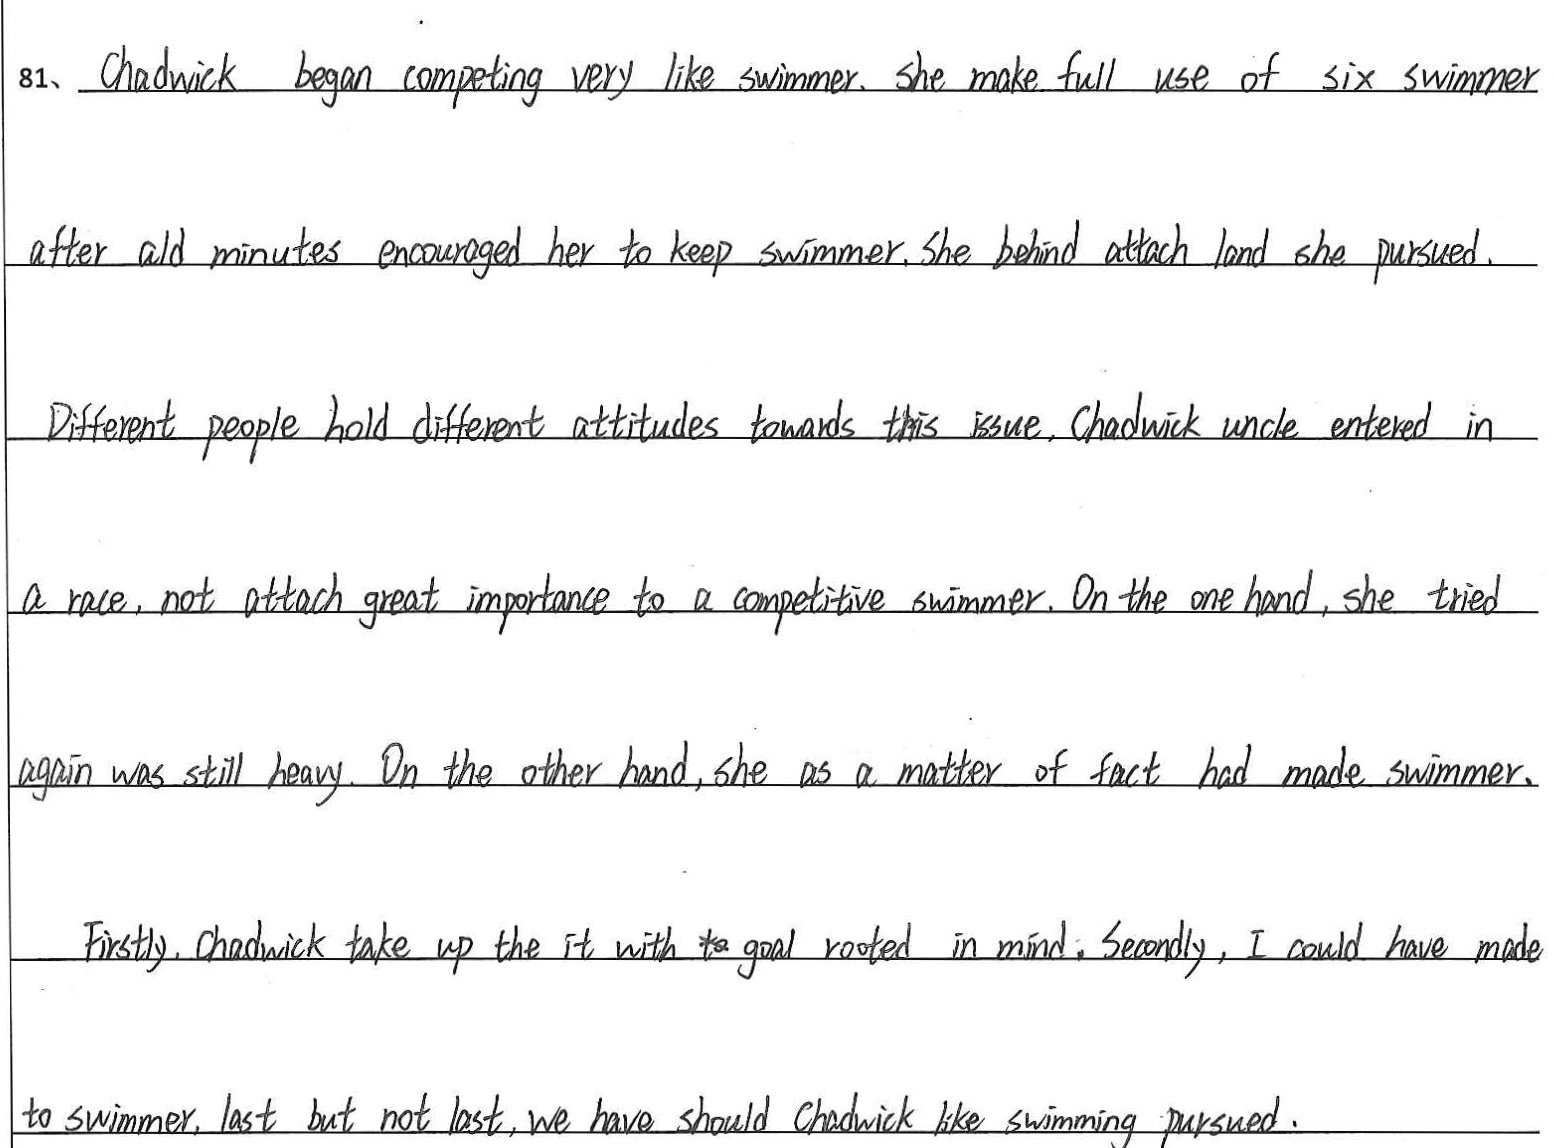 81、 Chadwick began competing very like swimmer. She make full use of six swimmer
after ald minutes encouraged her to keep swimmer. She behind attach land she pursued.
Different people hold different attitudes towards this issue, Chadwick uncle entered in
a race, not attach great importance to a competitive swimmer. On the one hand, she tried
again was still heavy. On the other hand, she as a matter of fact had made swimmer.
Firstly, Chadwick take up the it with to goal rooted in mind. Secondly, I could have made
to swimmer, last but not last, we have should Chadwick like swimming pursued.